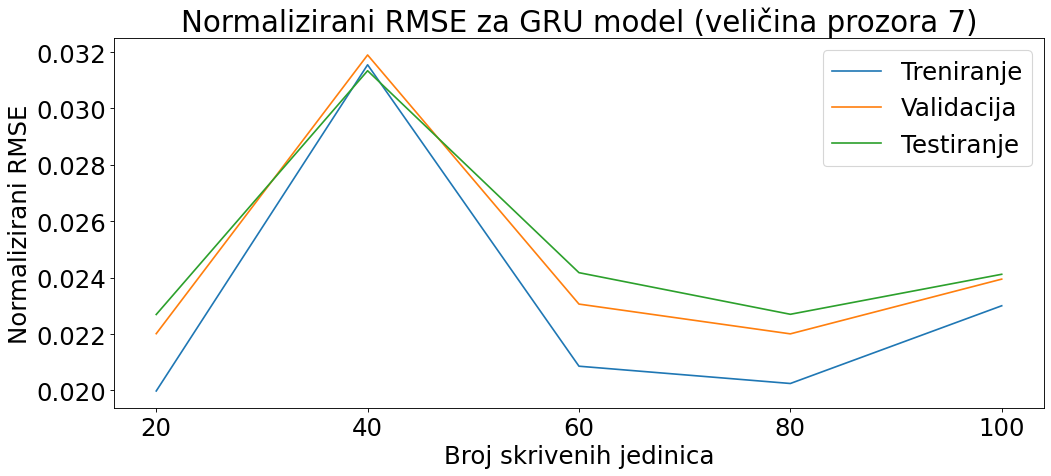 Normalizirani RMSE za GRU model (veličina prozora 7)
Normalizirani RMSE
0.032
0.030
0.028
0.026
0.024
0.022
0.020
Treniranje
Validacija
Testiranje
20 40 60 80 100
Broj skrivenih jedinica